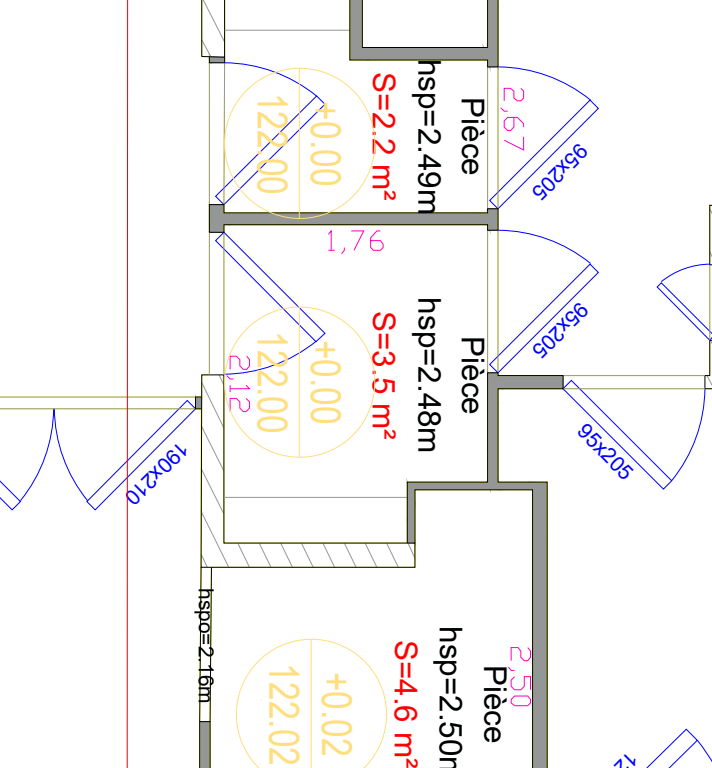 Pièce
hsp=2.49m
S=2.2 m²
+0.00
122.00
2,67
95x205
1,76
Pièce
hsp=2.48m
S=3.5 m²
+0.00
122.00
2,12
95x205
95x205
190x210
hspo=2.16m
Pièce
hsp=2.50
S=4.6 m²
+0.02
122.02
2,50
12